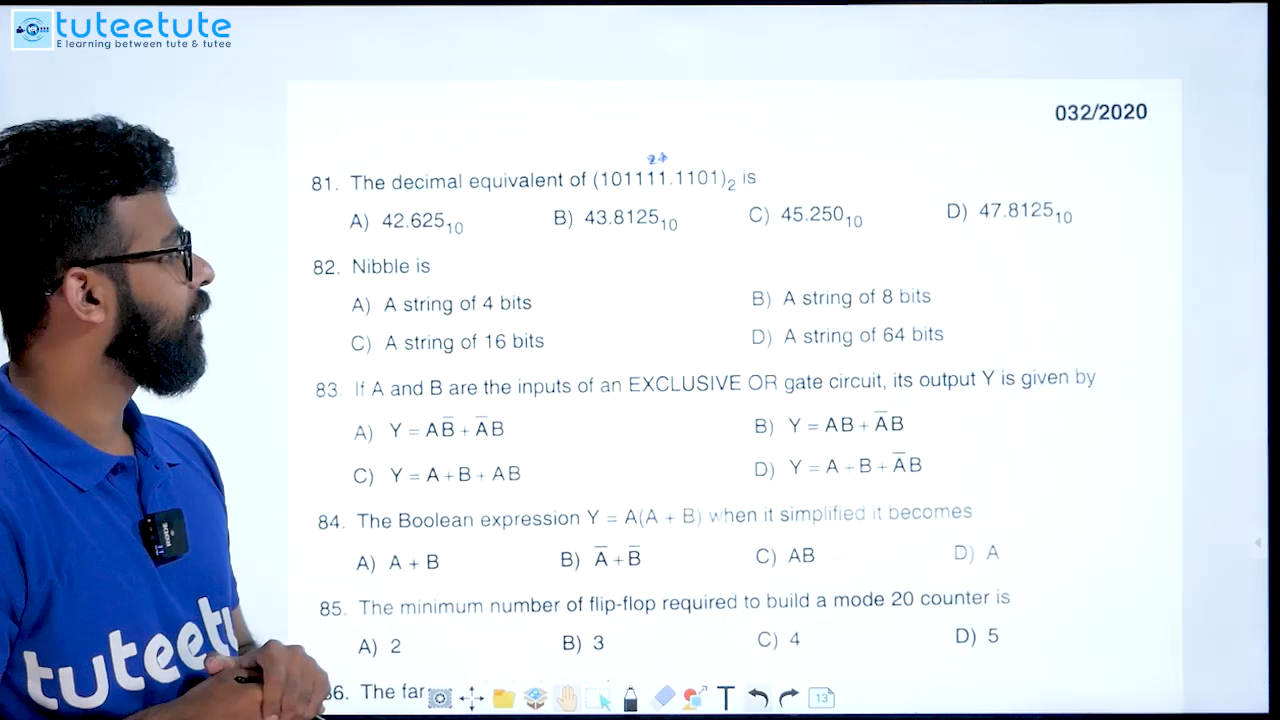 tuteetute
E learning between tute & tutee
032/2020
81. The decimal equivalent of (101111.1101)₂ is
A) 42.625₁₀ B) 43.8125₁₀ C) 45.250₁₀ D) 47.8125₁₀
82. Nibble is
A) A string of 4 bits B) A string of 8 bits
C) A string of 16 bits D) A string of 64 bits
83. If A and B are the inputs of an EXCLUSIVE OR gate circuit, its output Y is given by
A) Y = AB̅ + A̅B B) Y = AB + A̅B
C) Y = A + B + AB D) Y = A + B + A̅B
84. The Boolean expression Y = A(A + B) when it simplified it becomes
A) A + B B) A̅ + B̅ C) AB D) A
85. The minimum number of flip-flop required to build a mode 20 counter is
A) 2 B) 3 C) 4 D) 5
86. The far
T 13
RODE
tuteetu